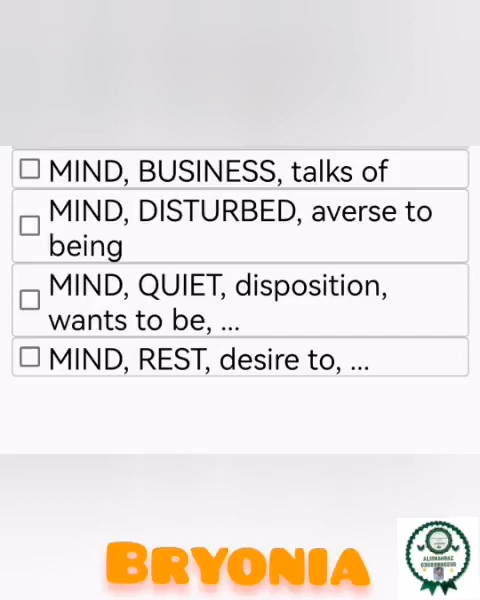 MIND, BUSINESS, talks of
MIND, DISTURBED, averse to
being
MIND, QUIET, disposition,
wants to be, ...
MIND, REST, desire to, ...
BRYONIA